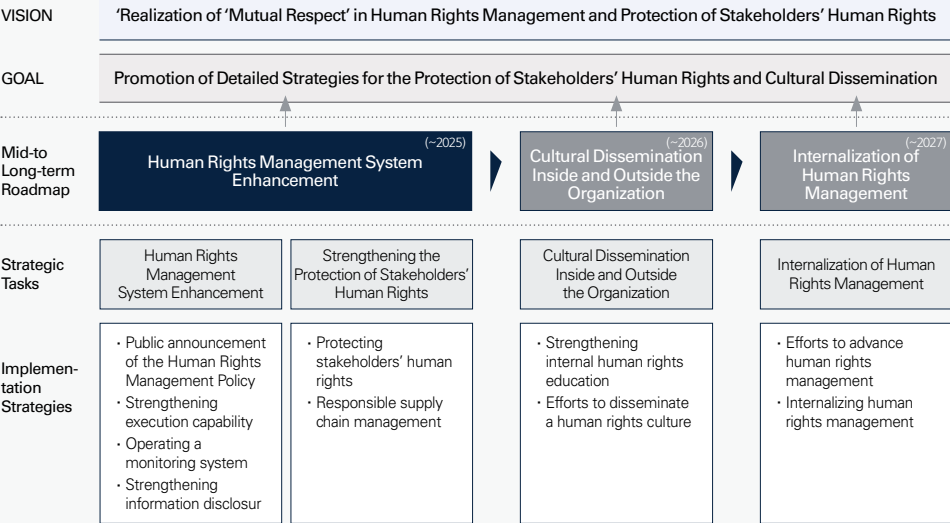 VISION
‘Realization of ‘Mutual Respect’ in Human Rights Management and Protection of Stakeholders’ Human Rights
GOAL
Promotion of Detailed Strategies for the Protection of Stakeholders’ Human Rights and Cultural Dissemination
Mid-to
Long-term
Roadmap
(~2025)
Human Rights Management System
Enhancement
(~2026)
Cultural Dissemination
Inside and Outside the
Organization
(~2027)
Internalization of
Human Rights
Management
Strategic
Tasks
Human Rights
Management
System Enhancement
Strengthening the
Protection of Stakeholders’
Human Rights
Cultural Dissemination
Inside and Outside
the Organization
Internalization of Human
Rights Management
Implemen-
tation
Strategies
· Public announcement
of the Human Rights
Management Policy
· Strengthening
execution capability
· Operating a
monitoring system
· Strengthening
information disclosur
· Protecting
stakeholders’ human
rights
· Responsible supply
chain management
· Strengthening
internal human rights
education
· Efforts to disseminate
a human rights culture
· Efforts to advance
human rights
management
· Internalizing human
rights management